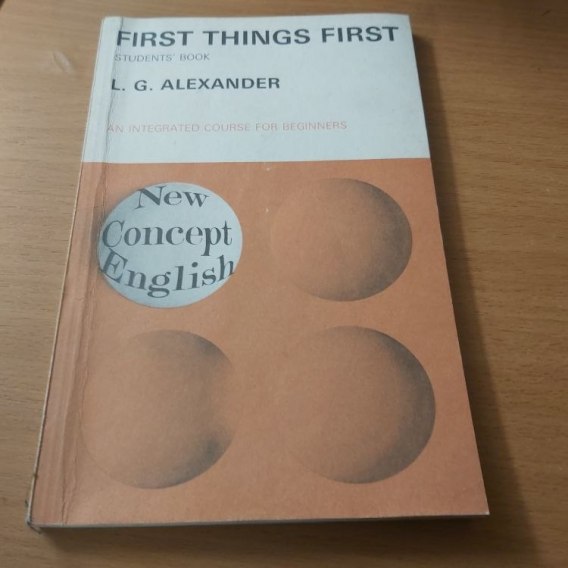 FIRST THINGS FIRST
STUDENTS' BOOK
L. G. ALEXANDER
AN INTEGRATED COURSE FOR BEGINNERS
New
Concept
English